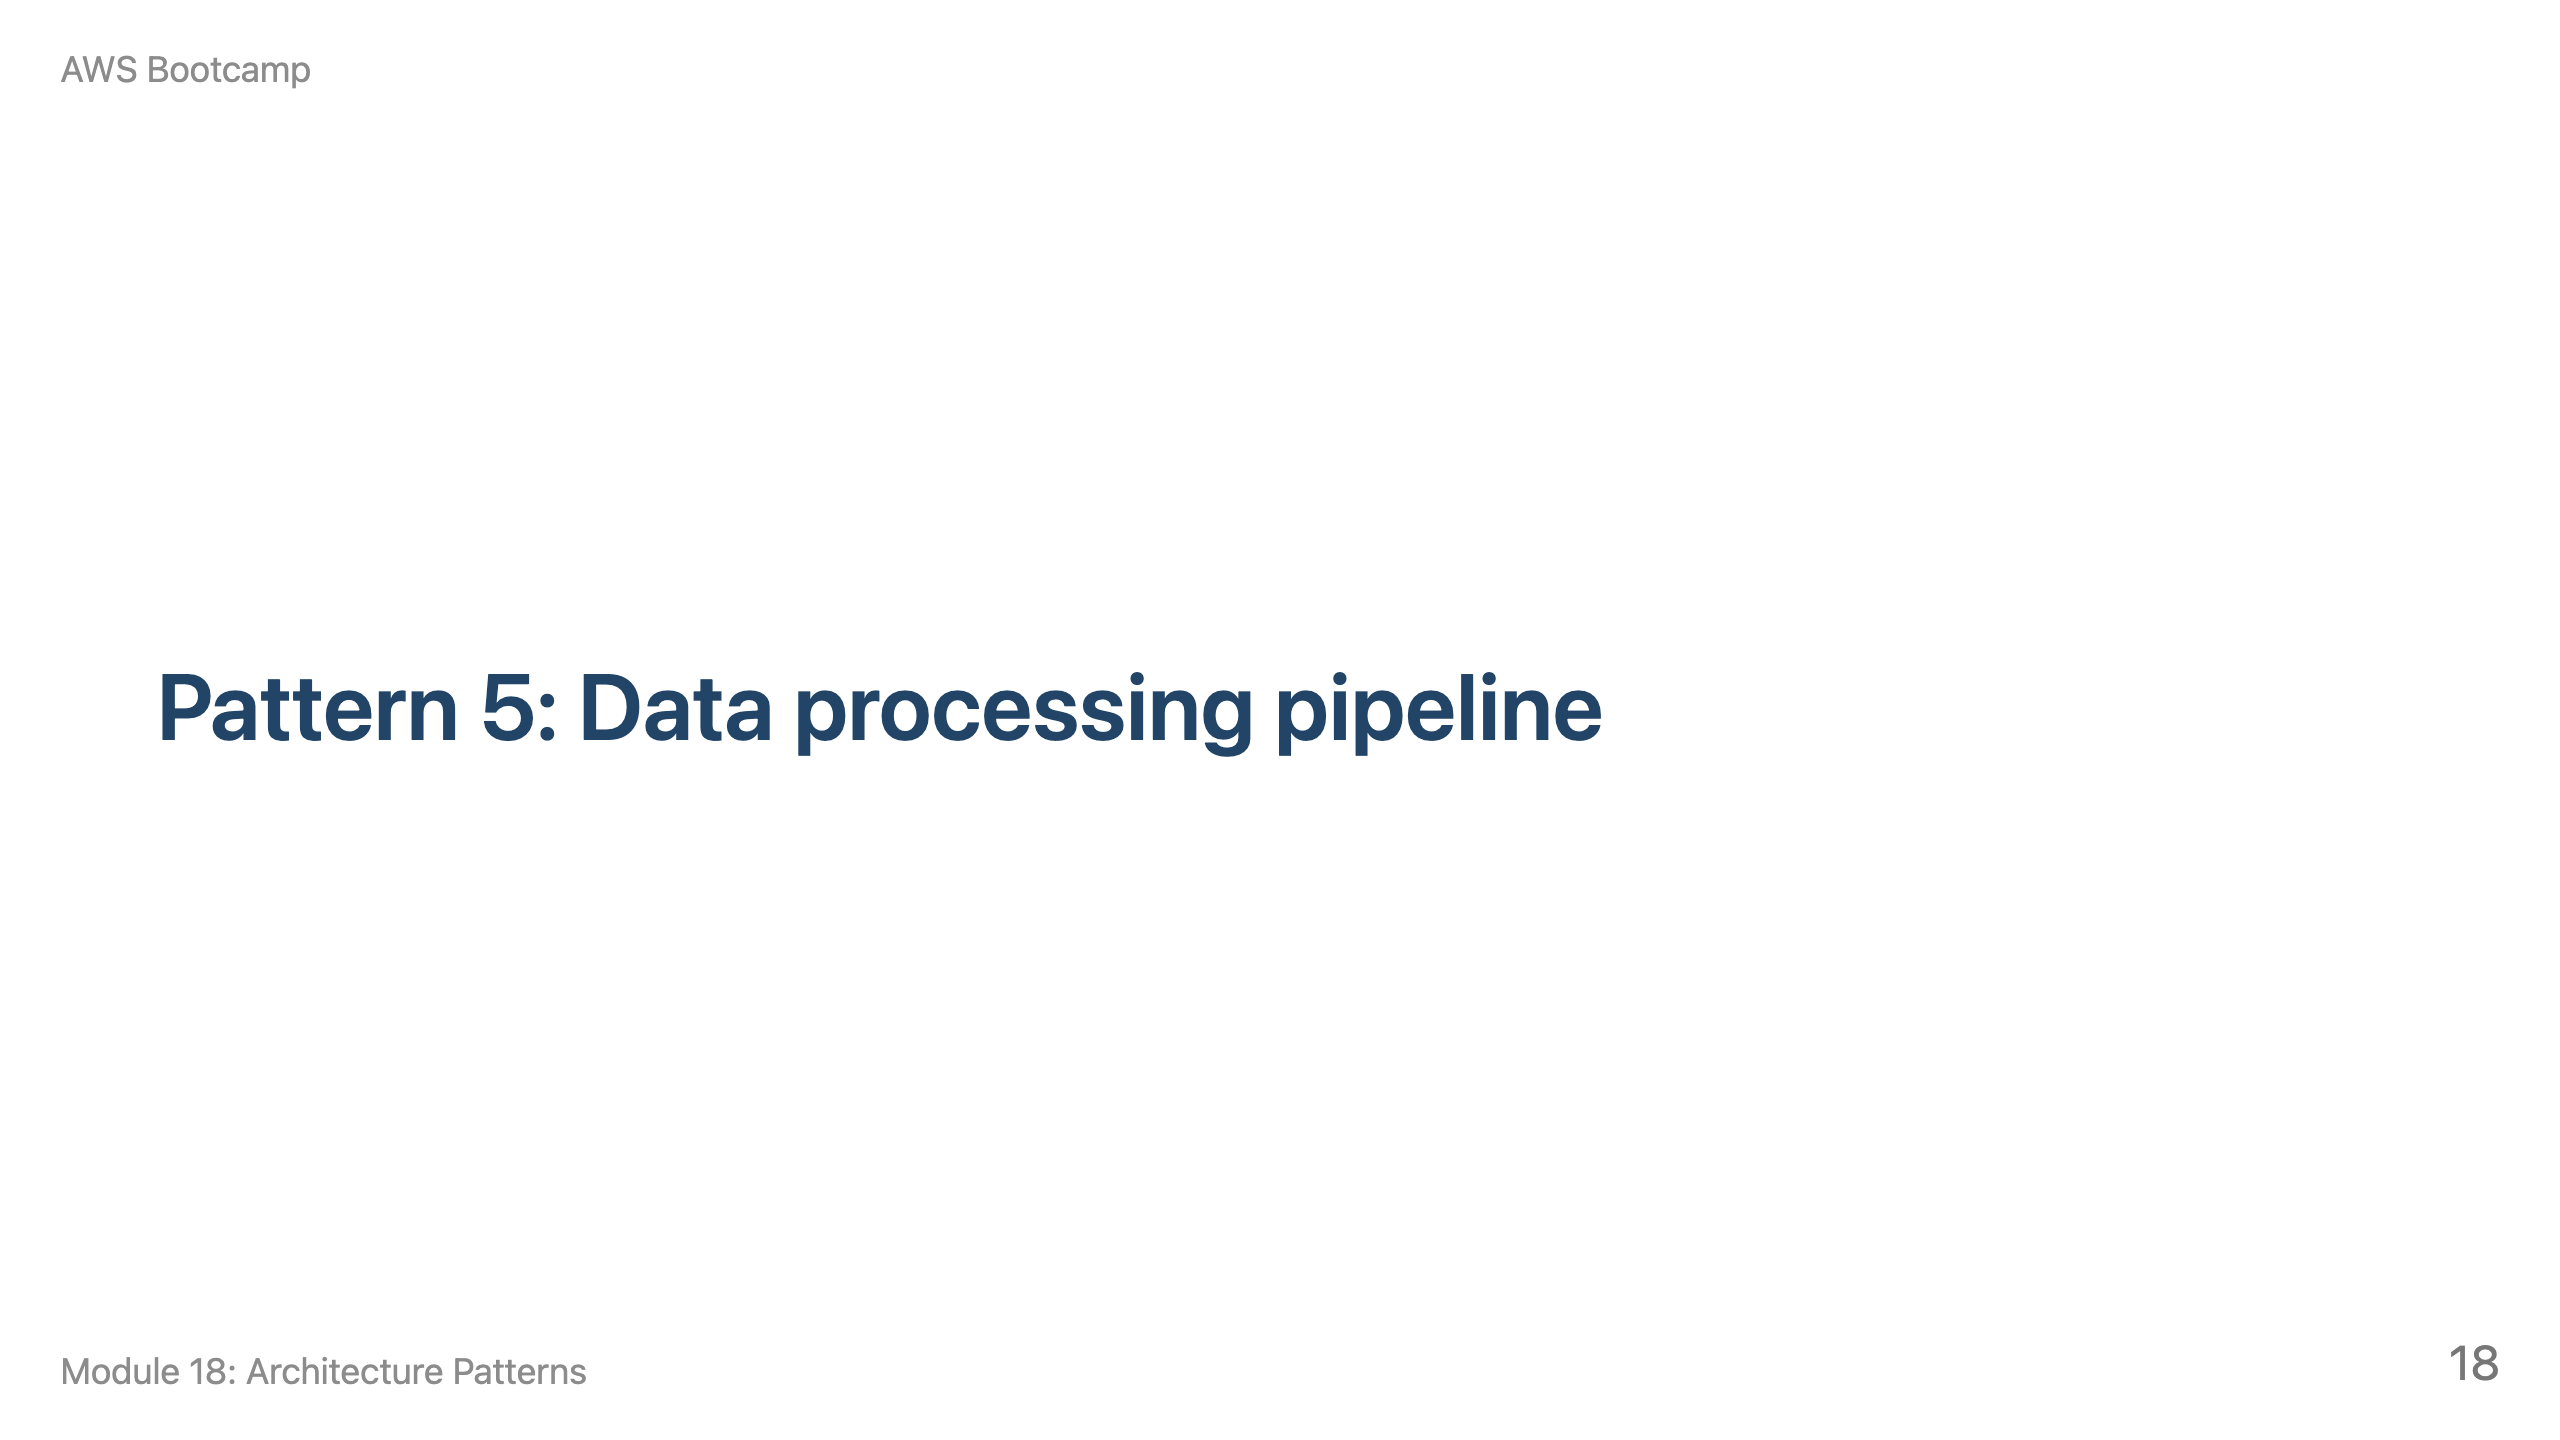 AWS Bootcamp
Pattern 5: Data processing pipeline
Module 18: Architecture Patterns
18